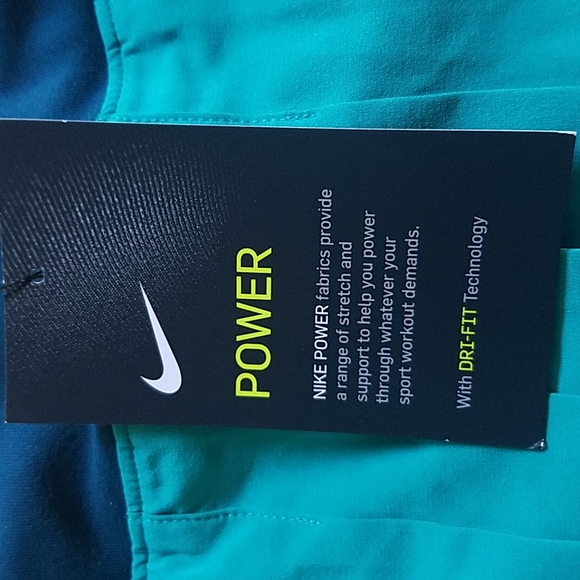 POWER
NIKE POWER fabrics provide
a range of stretch and
support to help you power
through whatever your
sport workout demands.
With DRI-FIT Technology